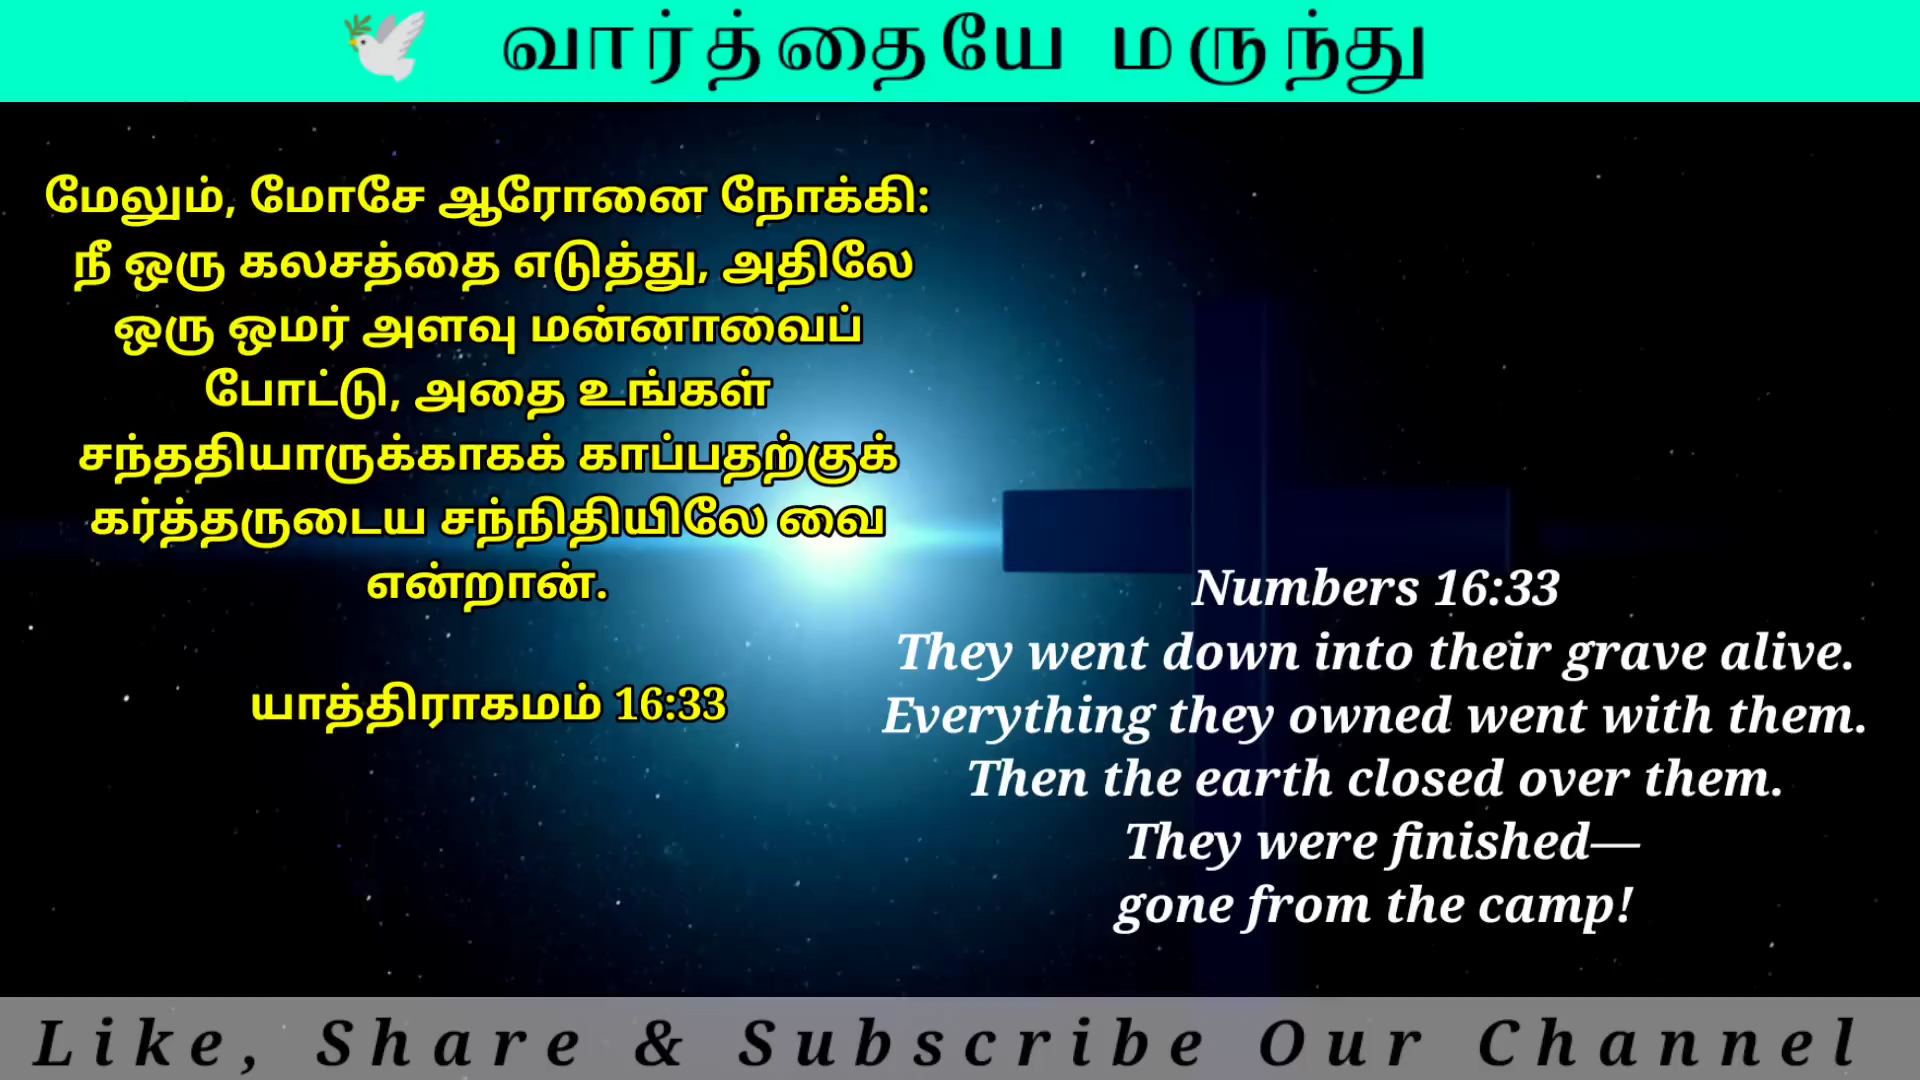 வார்த்தையே மருந்து
மேலும், மோசே ஆரோனை நோக்கி:
நீ ஒரு கலசத்தை எடுத்து, அதிலே
ஒரு ஒமர் அளவு மன்னாவைப்
போட்டு, அதை உங்கள்
சந்ததியாருக்காகக் காப்பதற்குக்
கர்த்தருடைய சந்நிதியிலே வை
என்றான்.
யாத்திராகமம் 16:33
Numbers 16:33
They went down into their grave alive.
Everything they owned went with them.
Then the earth closed over them.
They were finished—
gone from the camp!
Like, Share & Subscribe Our Channel